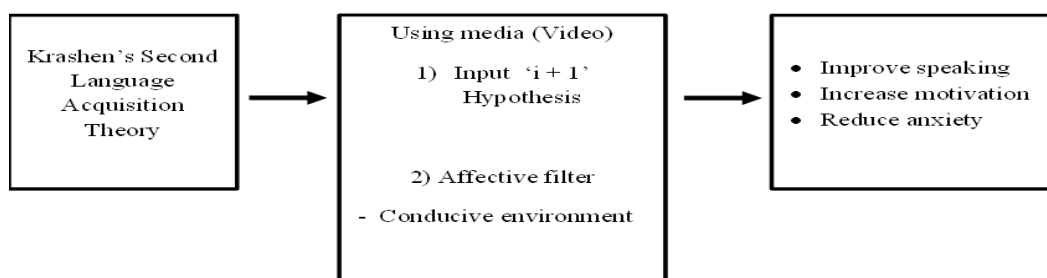 Krashen's Second
Language
Acquisition
Theory
Using media (Video)
1) Input 'i + 1'
Hypothesis
2) Affective filter
- Conducive environment
• Improve speaking
• Increase motivation
• Reduce anxiety